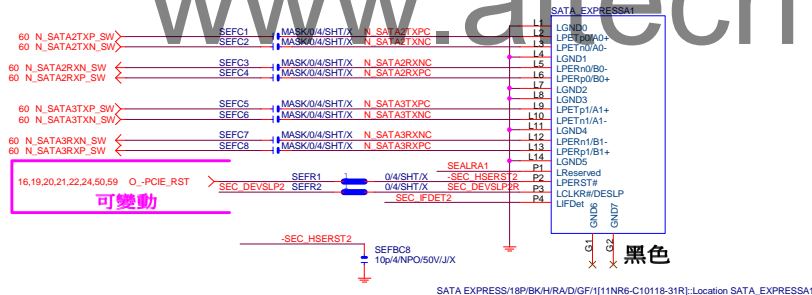 www.alltech
SATA_EXPRESSA1
60 N_SATA2TXP_SW SEFC1 MASK/0/4/SHT/X N_SATA2TXPC
60 N_SATA2TXN_SW SEFC2 MASK/0/4/SHT/X N_SATA2TXNC
60 N_SATA2RXN_SW SEFC3 MASK/0/4/SHT/X N_SATA2RXNC
60 N_SATA2RXP_SW SEFC4 MASK/0/4/SHT/X N_SATA2RXPC
60 N_SATA3TXP_SW SEFC5 MASK/0/4/SHT/X N_SATA3TXPC
60 N_SATA3TXN_SW SEFC6 MASK/0/4/SHT/X N_SATA3TXNC
60 N_SATA3RXN_SW SEFC7 MASK/0/4/SHT/X N_SATA3RXNC
60 N_SATA3RXP_SW SEFC8 MASK/0/4/SHT/X N_SATA3RXPC
L1 LGND0
L2 LPETp0/A0+
L3 LPETn0/A0-
L4 LGND1
L5 LPERn0/B0-
L6 LPERp0/B0+
L7 LGND2
L8 LGND3
L9 LPETp1/A1+
L10 LPETn1/A1-
L11 LGND4
L12 LPERn1/B1-
L13 LPERp1/B1+
L14 LGND5
SEALRA1 P1 LReserved
16,19,20,21,22,24,50,59 O_-PCIE_RST SEFR1 0/4/SHT/X -SEC_HSERST2 P2 LPERST#
SEC_DEVSLP2 SEFR2 0/4/SHT/X SEC_DEVSLP2R P3 LCLKR#/DESLP
SEC_IFDET2 P4 LIFDet
可變動
GND6 GND7
G1 G2
黑色
-SEC_HSERST2
SEFBC8
10p/4/NPO/50V/J/X
SATA EXPRESS/18P/BK/H/RA/D/GF/1[11NR6-C10118-31R]::Location SATA_EXPRESSA1